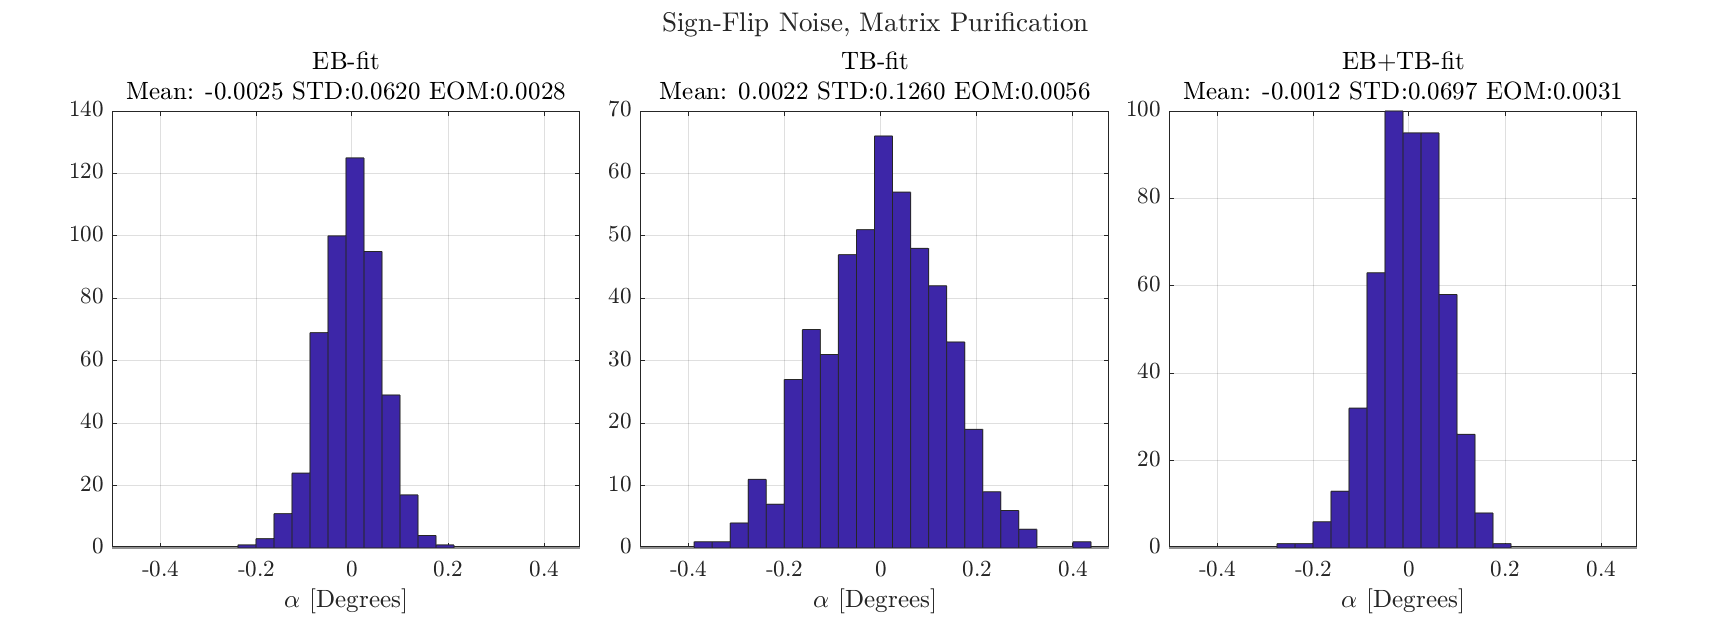 Sign-Flip Noise, Matrix Purification
EB-fit
Mean: -0.0025 STD:0.0620 EOM:0.0028
140
120
100
80
60
40
20
0
-0.4 -0.2 0 0.2 0.4
α [Degrees]
TB-fit
Mean: 0.0022 STD:0.1260 EOM:0.0056
70
60
50
40
30
20
10
0
-0.4 -0.2 0 0.2 0.4
α [Degrees]
EB+TB-fit
Mean: -0.0012 STD:0.0697 EOM:0.0031
100
80
60
40
20
0
-0.4 -0.2 0 0.2 0.4
α [Degrees]